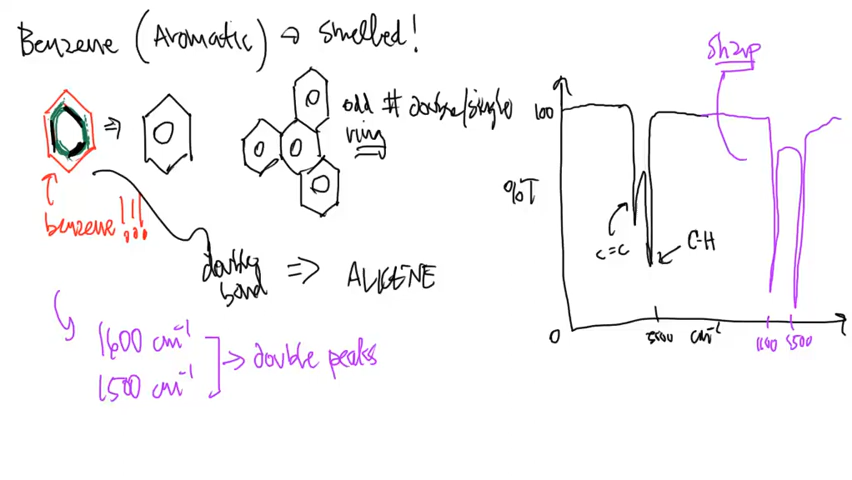 Benzene (Aromatic) → smelled!
sharp
odd # double/single
ring
100
%T
benzene!!!
C=C
C-H
double
bond ⇒ ALKENE
0
3000 cm⁻¹
1600 1500
1600 cm⁻¹
1500 cm⁻¹
→ double peaks